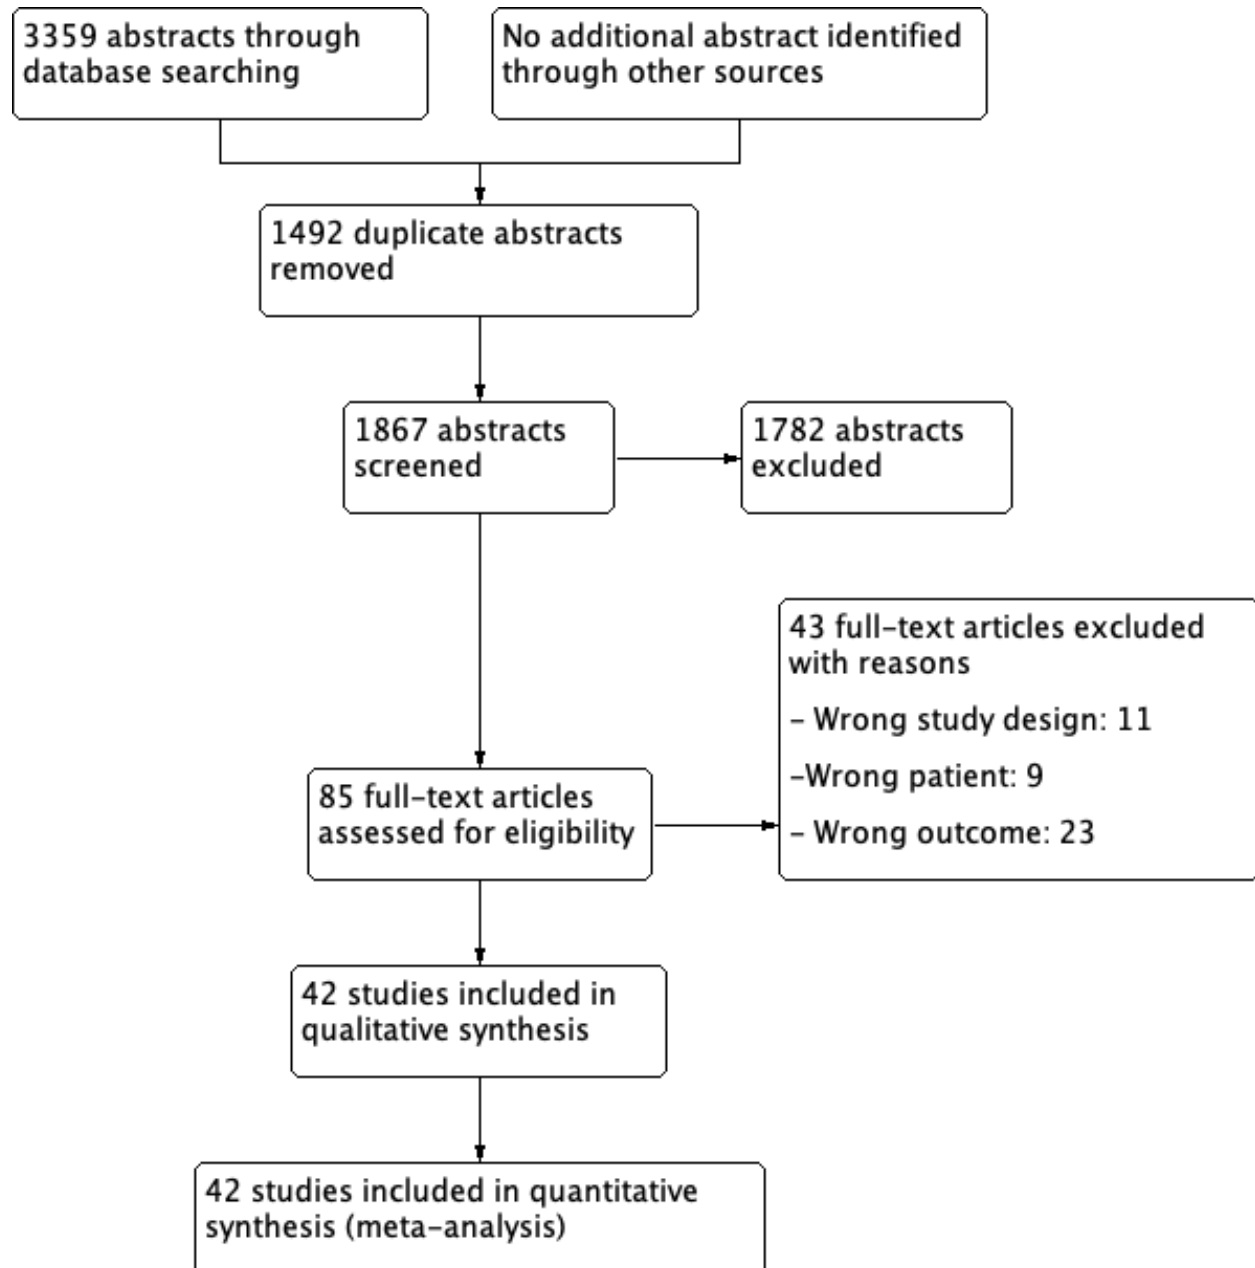 3359 abstracts through
database searching
No additional abstract identified
through other sources
1492 duplicate abstracts
removed
1867 abstracts
screened
1782 abstracts
excluded
43 full-text articles excluded
with reasons
- Wrong study design: 11
-Wrong patient: 9
- Wrong outcome: 23
85 full-text articles
assessed for eligibility
42 studies included in
qualitative synthesis
42 studies included in quantitative
synthesis (meta-analysis)